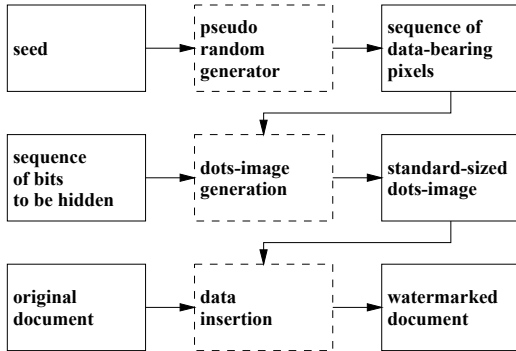 seed
pseudo
random
generator
sequence of
data-bearing
pixels
sequence
of bits
to be hidden
dots-image
generation
standard-sized
dots-image
original
document
data
insertion
watermarked
document